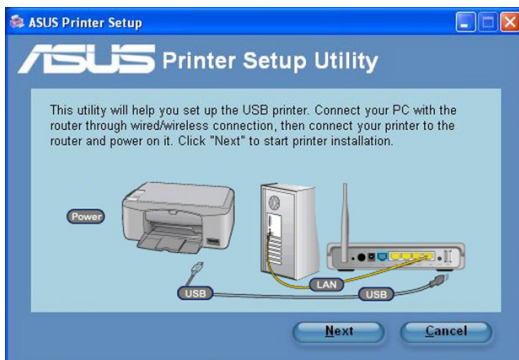 ASUS Printer Setup
ASUS Printer Setup Utility
This utility will help you set up the USB printer. Connect your PC with the
router through wired/wireless connection, then connect your printer to the
router and power on it. Click "Next" to start printer installation.
Power
LAN
USB
USB
Next
Cancel